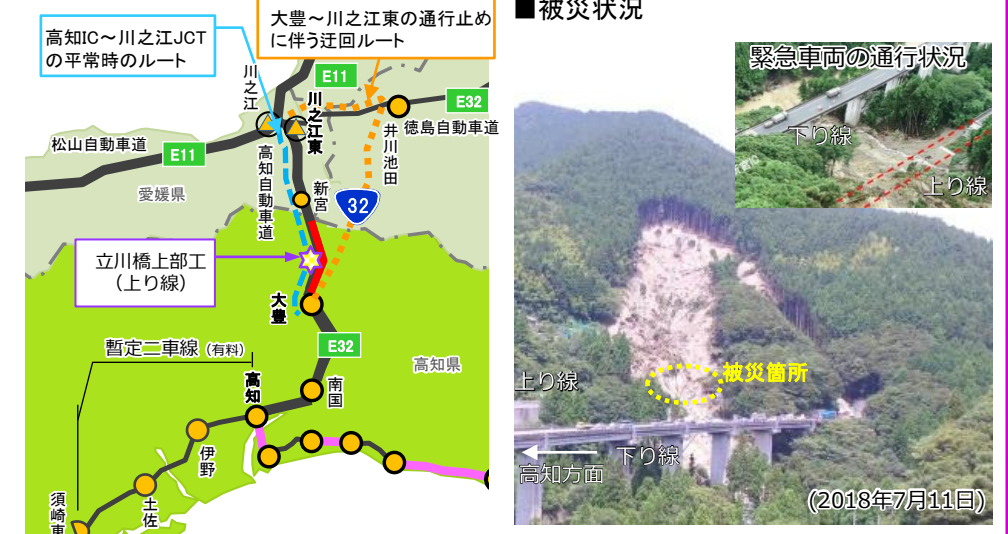 高知IC～川之江JCT
の平常時のルート
大豊～川之江東の通行止め
に伴う迂回ルート
■被災状況
緊急車両の通行状況
下り線
上り線
川之江
E11
川之江東
E32
徳島自動車道
井川池田
松山自動車道
E11
高知自動車道
愛媛県
新宮
32
立川橋上部工
（上り線）
大豊
E32
暫定二車線（有料）
高知県
高知
南国
伊野
土佐
須崎東
上り線
被災箇所
下り線
高知方面
(2018年7月11日)